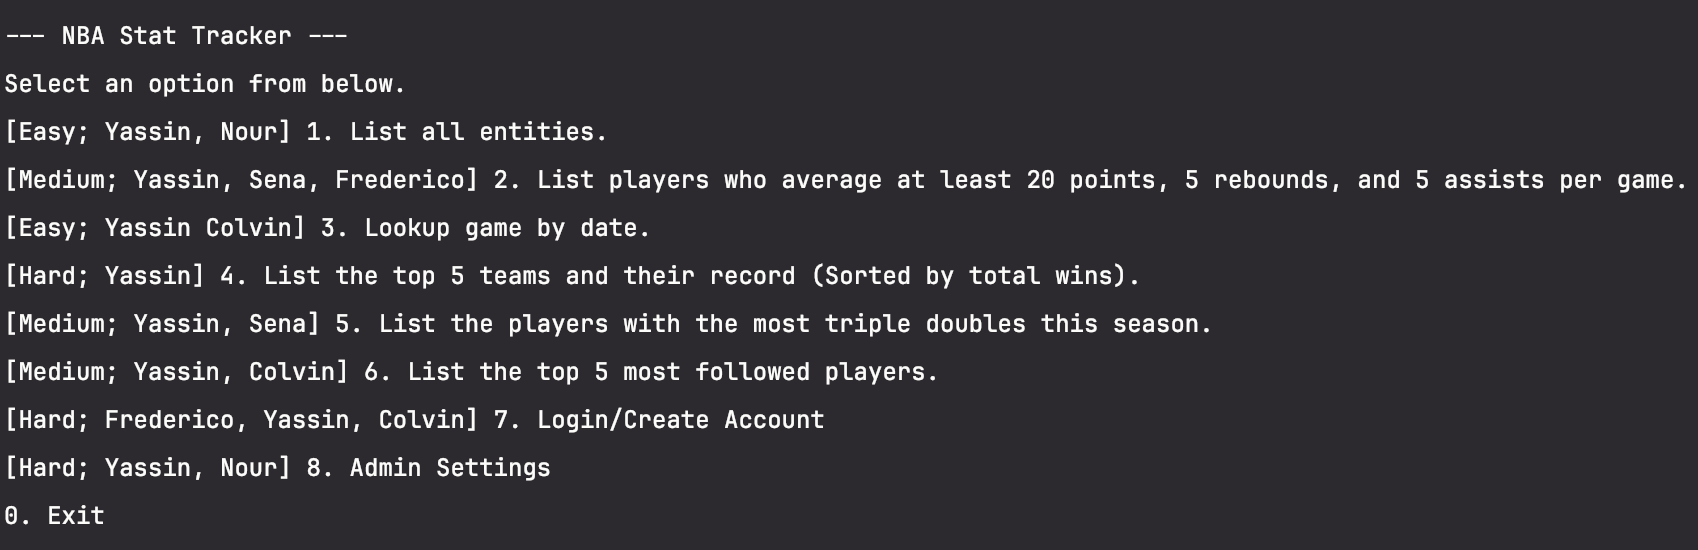 --- NBA Stat Tracker ---
Select an option from below.
[Easy; Yassin, Nour] 1. List all entities.
[Medium; Yassin, Sena, Frederico] 2. List players who average at least 20 points, 5 rebounds, and 5 assists per game.
[Easy; Yassin Colvin] 3. Lookup game by date.
[Hard; Yassin] 4. List the top 5 teams and their record (Sorted by total wins).
[Medium; Yassin, Sena] 5. List the players with the most triple doubles this season.
[Medium; Yassin, Colvin] 6. List the top 5 most followed players.
[Hard; Frederico, Yassin, Colvin] 7. Login/Create Account
[Hard; Yassin, Nour] 8. Admin Settings
0. Exit